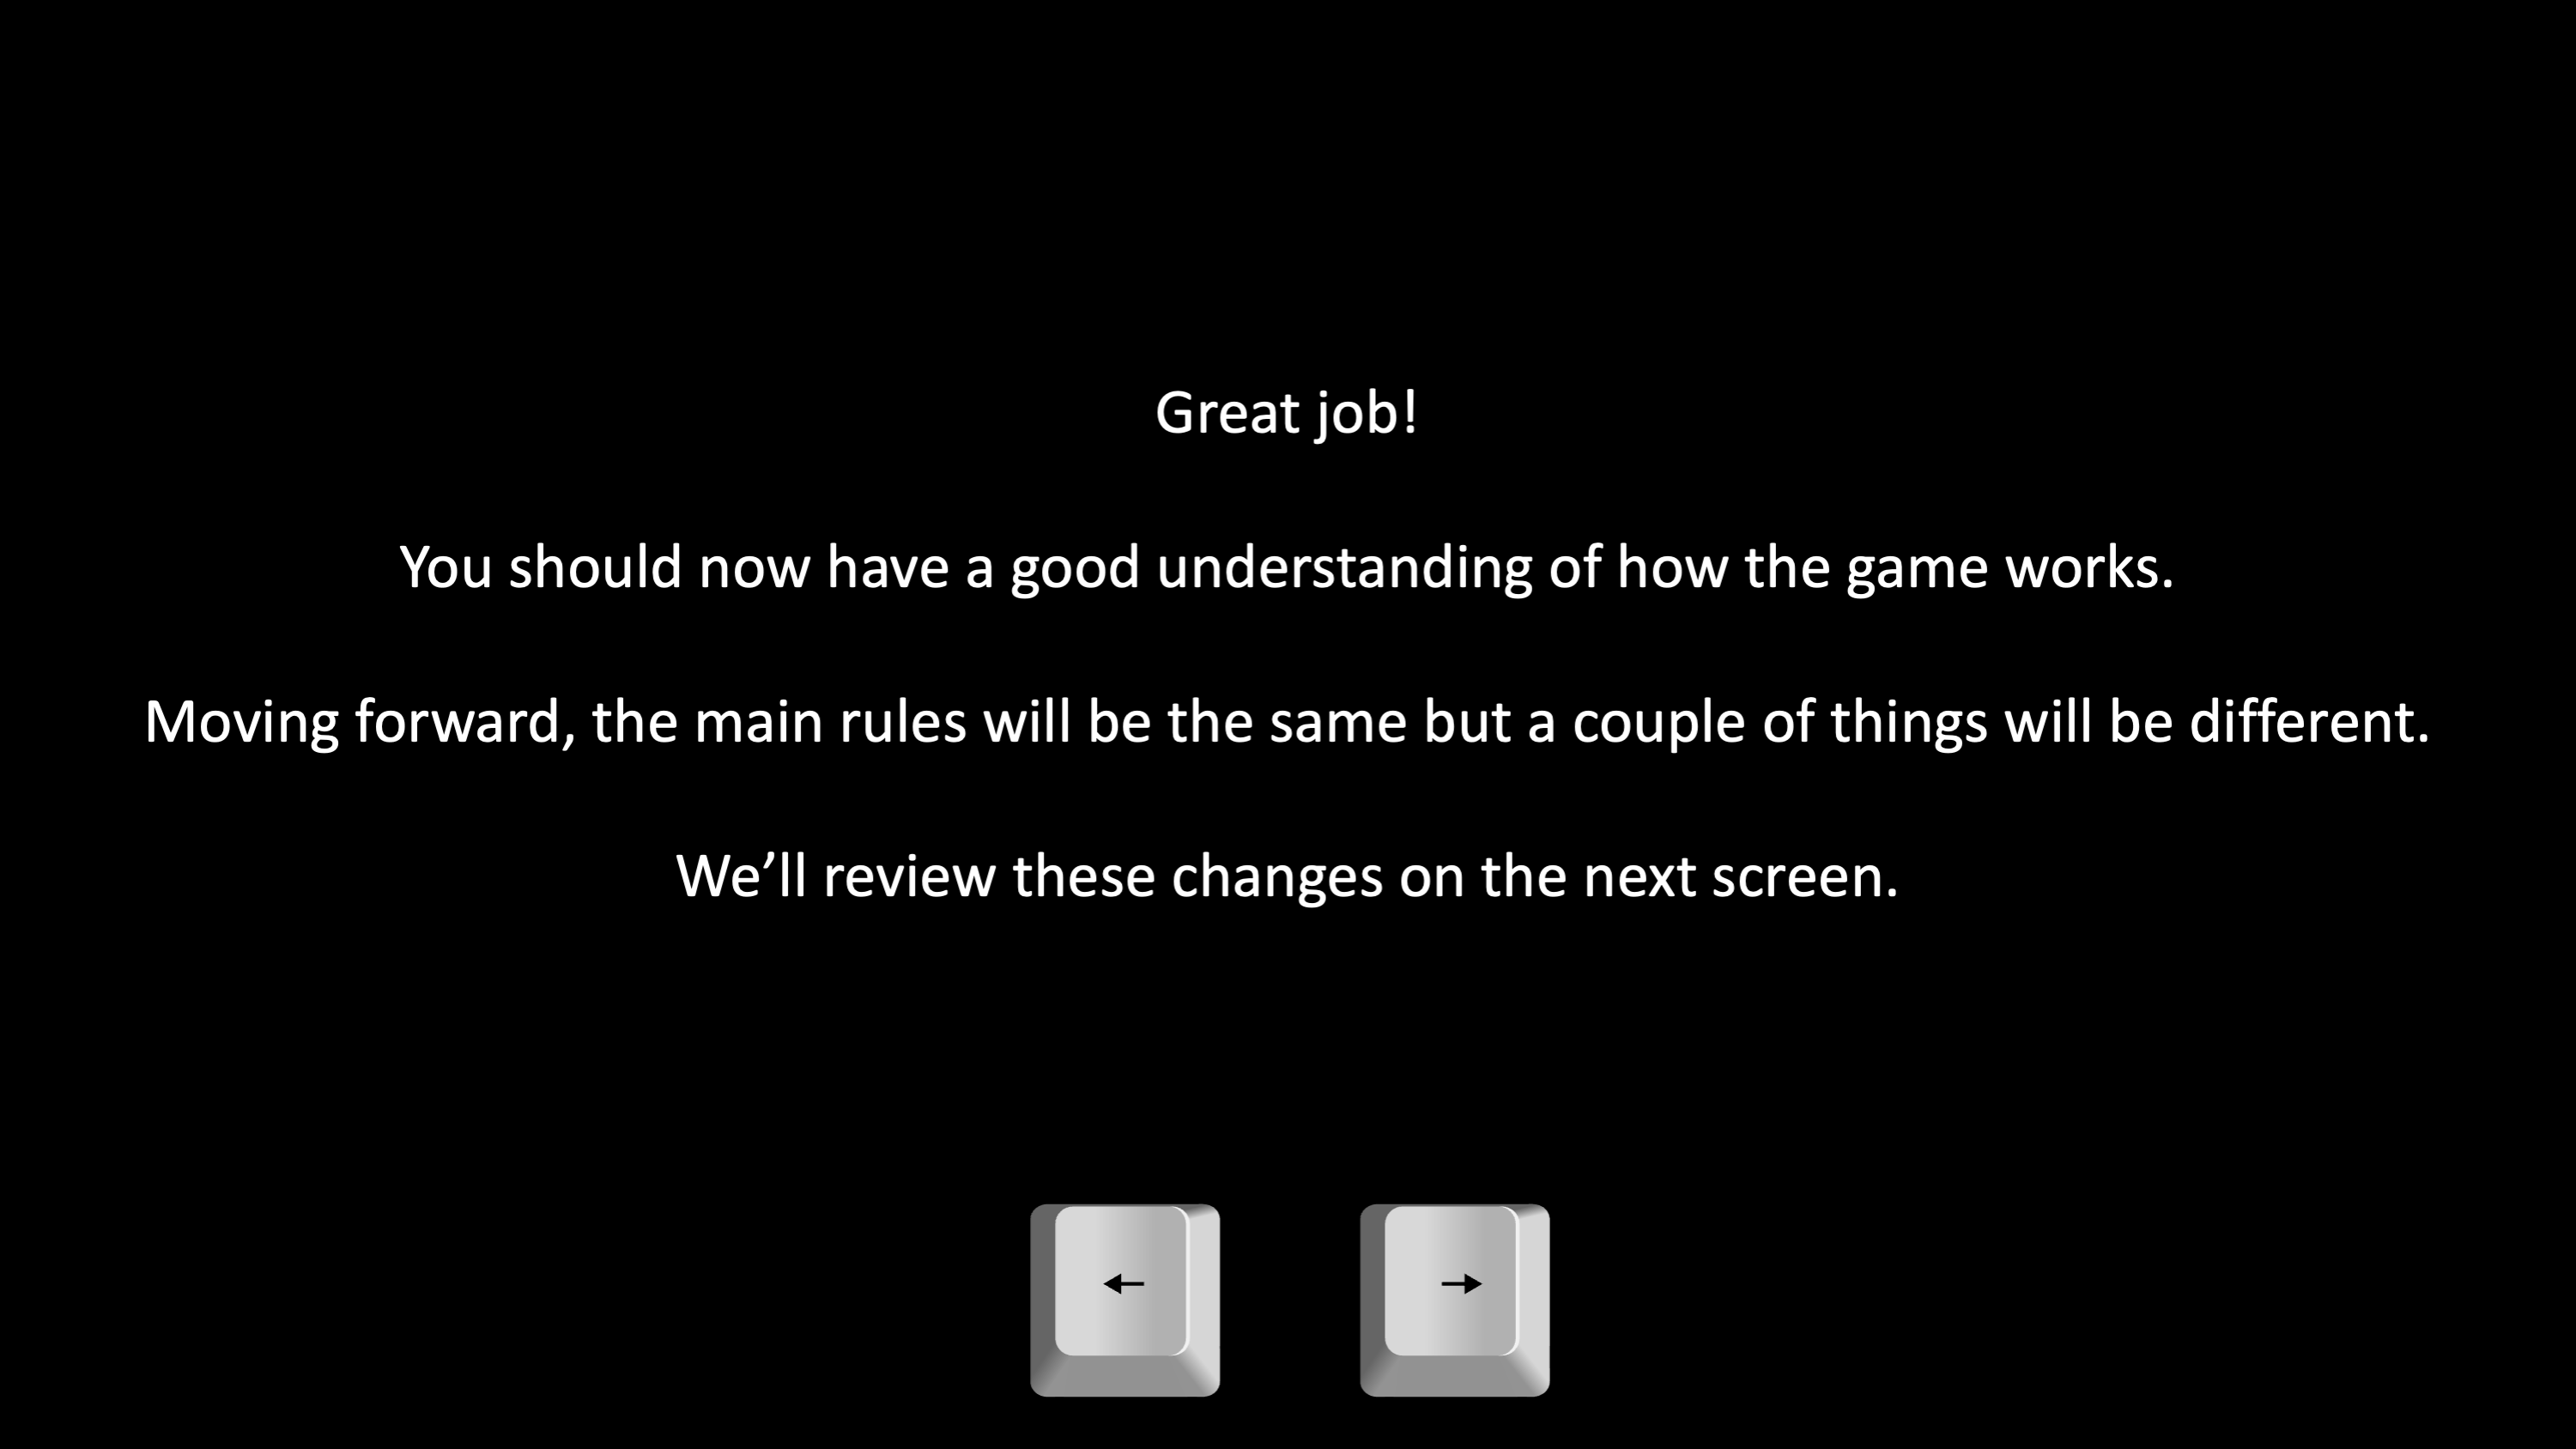 Great job!
You should now have a good understanding of how the game works.
Moving forward, the main rules will be the same but a couple of things will be different.
We’ll review these changes on the next screen.
← →